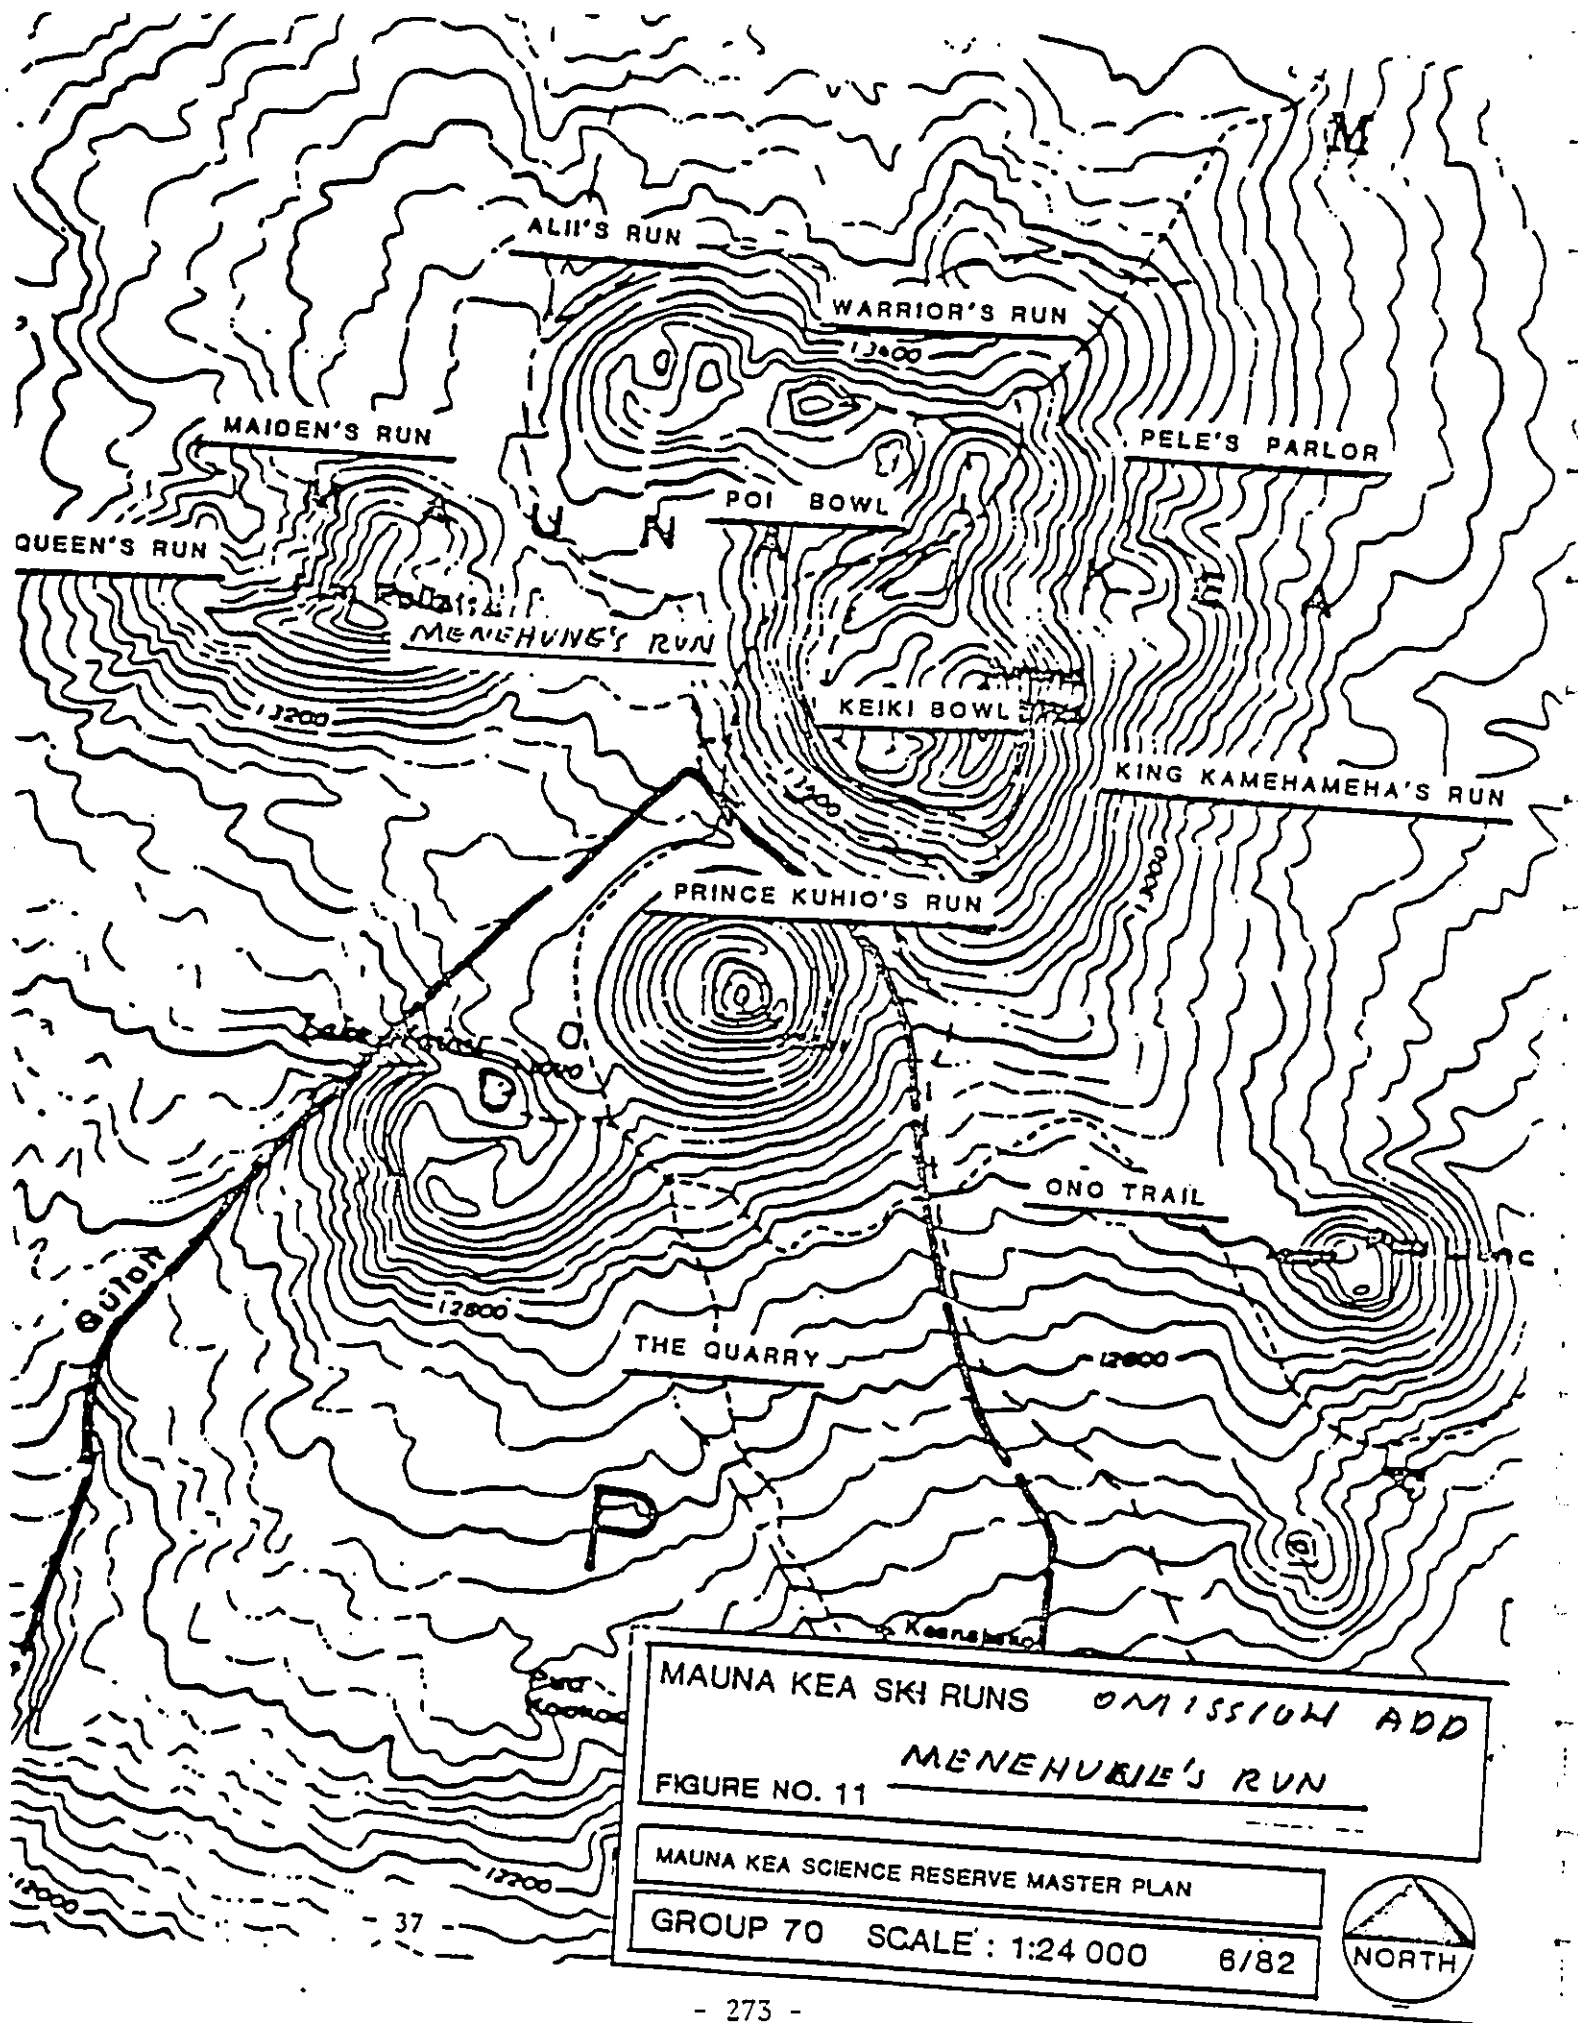 M
ALII'S RUN
WARRIOR'S RUN
13400
MAIDEN'S RUN
PELE'S PARLOR
A U N A K E A
POI BOWL
QUEEN'S RUN
MENEHUNE'S RUN
KEIKI BOWL
13200
KING KAMEHAMEHA'S RUN
13000
PRINCE KUHIO'S RUN
ONO TRAIL
12800
THE QUARRY
12800
P
MAUNA KEA SKI RUNS OMISSION ADD
MENEHUNE'S RUN
FIGURE NO. 11
MAUNA KEA SCIENCE RESERVE MASTER PLAN
GROUP 70 SCALE : 1:24 000 6/82
NORTH
12200
12000
- 37 -
- 273 -